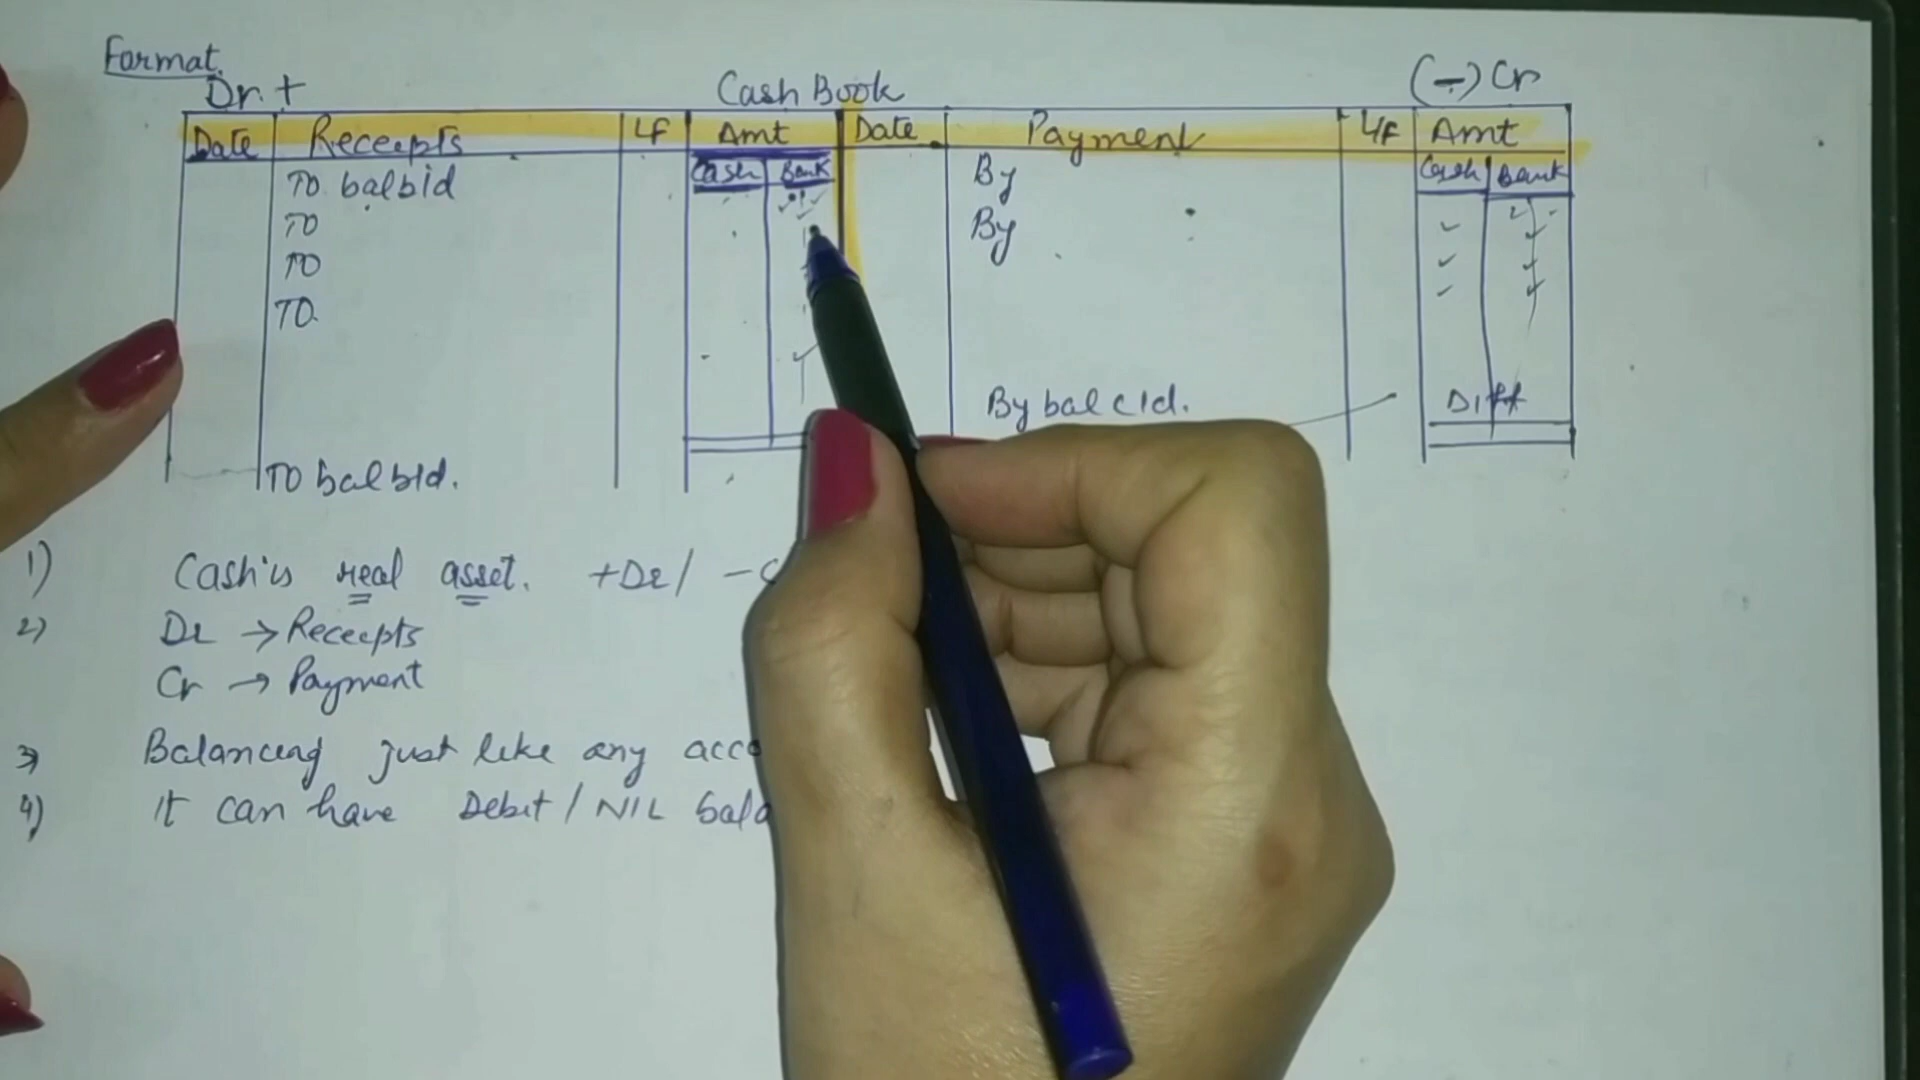 Format
Dr. + Cash Book (-) Cr
Date Receipts LF Amt Date Payment LF Amt
Cash Bank Cash Bank
TO bal b/d By
TO By
TO
TO
By bal c/d. Diff
TO bal b/d.
1) Cash is real asset. +Dr / - C
2) Dr → Receipts
Cr → Payment
3) Balancing just like any acco
4) It can have Debit / NIL bala